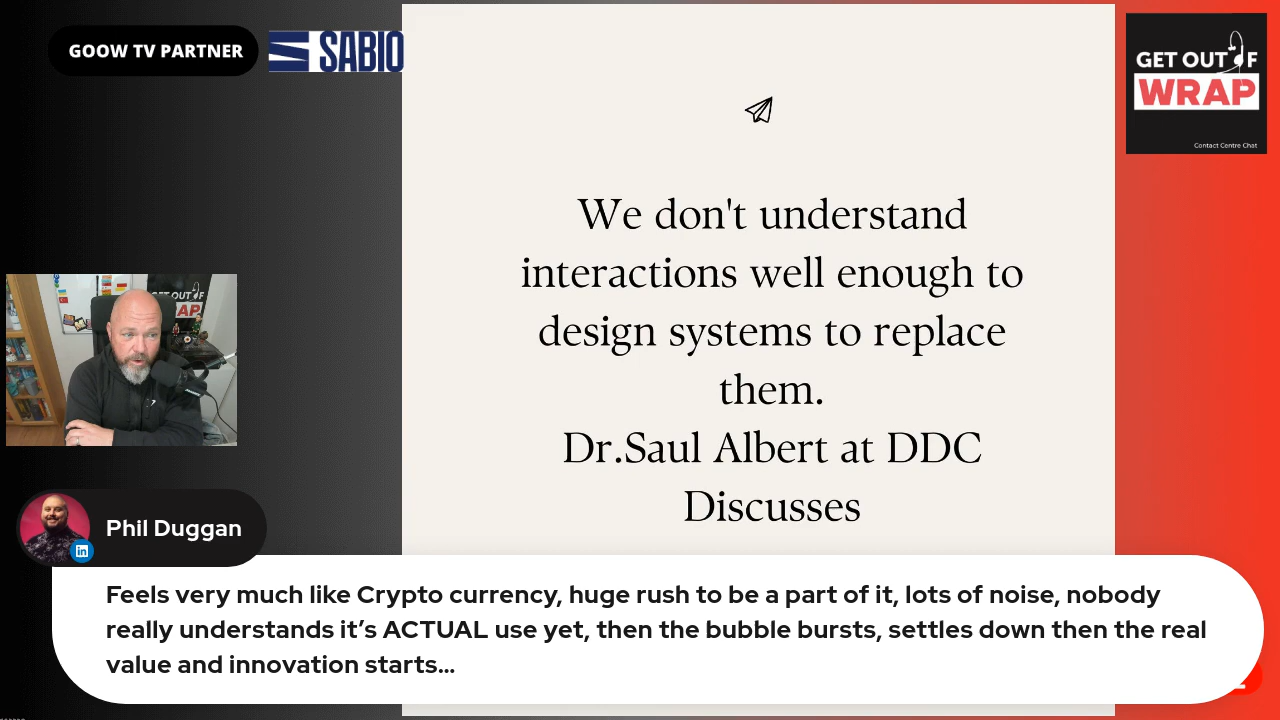 GOOW TV PARTNER
SABIO
GET OUT OF
WRAP
Contact Centre Chat
We don't understand
interactions well enough to
design systems to replace
them.
Dr.Saul Albert at DDC
Discusses
Phil Duggan
Feels very much like Crypto currency, huge rush to be a part of it, lots of noise, nobody
really understands it’s ACTUAL use yet, then the bubble bursts, settles down then the real
value and innovation starts...